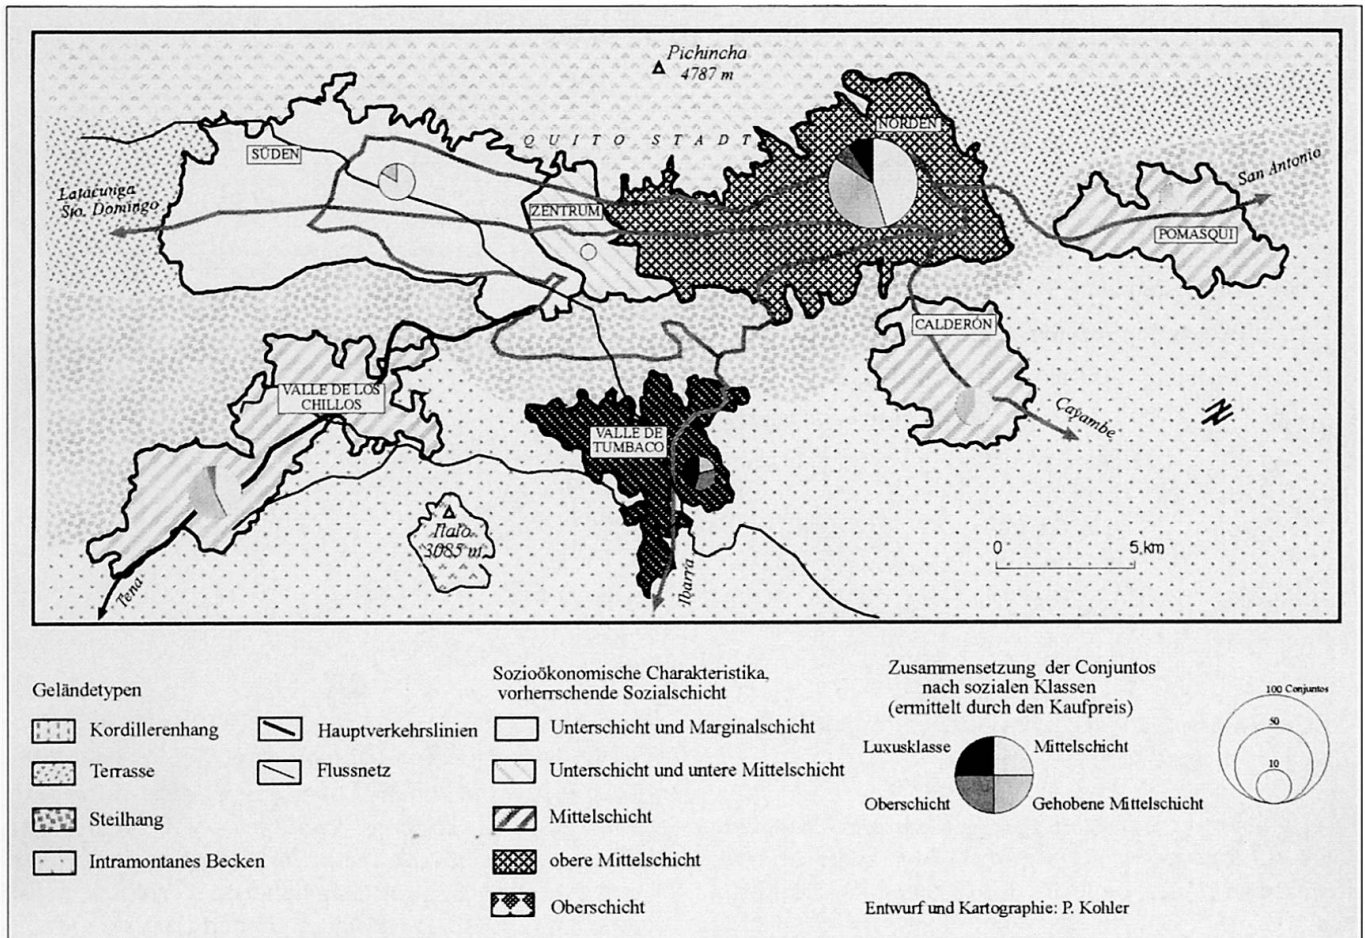 Pichincha
4787 m
QUITO STADT
NORDEN
SÜDEN
San Antonio
Latacunga
Sto. Domingo
ZENTRUM
POMASQUI
CALDERÓN
VALLE DE LOS
CHILLOS
Cayambe
N
VALLE DE
TUMBACO
Ilalo
3085 m
0 5 km
Tena
Ibarra
Geländetypen
Kordillerenhang
Terrasse
Steilhang
Intramontanes Becken
Hauptverkehrslinien
Flussnetz
Sozioökonomische Charakteristika,
vorherrschende Sozialschicht
Unterschicht und Marginalschicht
Unterschicht und untere Mittelschicht
Mittelschicht
obere Mittelschicht
Oberschicht
Zusammensetzung der Conjuntos
nach sozialen Klassen
(ermittelt durch den Kaufpreis)
Luxusklasse
Mittelschicht
Oberschicht
Gehobene Mittelschicht
100 Conjuntos
50
10
Entwurf und Kartographie: P. Kohler